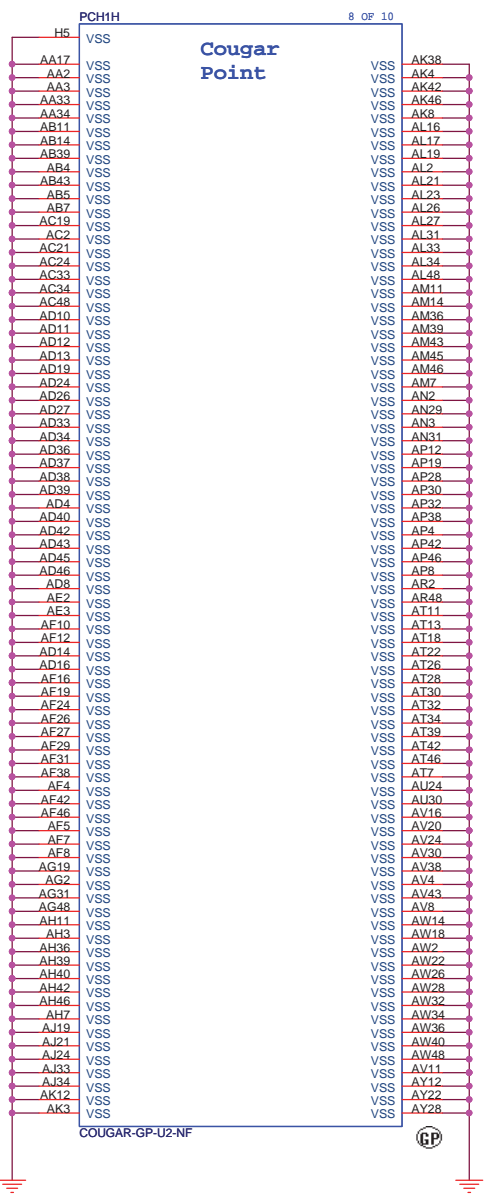 PCH1H 8 OF 10
H5 VSS
Cougar
Point
AA17 VSS VSS AK38
AA2 VSS VSS AK4
AA3 VSS VSS AK42
AA33 VSS VSS AK46
AA34 VSS VSS AK8
AB11 VSS VSS AL16
AB14 VSS VSS AL17
AB39 VSS VSS AL19
AB4 VSS VSS AL2
AB43 VSS VSS AL21
AB5 VSS VSS AL23
AB7 VSS VSS AL26
AC19 VSS VSS AL27
AC2 VSS VSS AL31
AC21 VSS VSS AL33
AC24 VSS VSS AL34
AC33 VSS VSS AL48
AC34 VSS VSS AM11
AC48 VSS VSS AM14
AD10 VSS VSS AM36
AD11 VSS VSS AM39
AD12 VSS VSS AM43
AD13 VSS VSS AM45
AD19 VSS VSS AM46
AD24 VSS VSS AM7
AD26 VSS VSS AN2
AD27 VSS VSS AN29
AD33 VSS VSS AN3
AD34 VSS VSS AN31
AD36 VSS VSS AP12
AD37 VSS VSS AP19
AD38 VSS VSS AP28
AD39 VSS VSS AP30
AD4 VSS VSS AP32
AD40 VSS VSS AP38
AD42 VSS VSS AP4
AD43 VSS VSS AP42
AD45 VSS VSS AP46
AD46 VSS VSS AP8
AD8 VSS VSS AR2
AE2 VSS VSS AR48
AE3 VSS VSS AT11
AF10 VSS VSS AT13
AF12 VSS VSS AT18
AD14 VSS VSS AT22
AD16 VSS VSS AT26
AF16 VSS VSS AT28
AF19 VSS VSS AT30
AF24 VSS VSS AT32
AF26 VSS VSS AT34
AF27 VSS VSS AT39
AF29 VSS VSS AT42
AF31 VSS VSS AT46
AF38 VSS VSS AT7
AF4 VSS VSS AU24
AF42 VSS VSS AU30
AF46 VSS VSS AV16
AF5 VSS VSS AV20
AF7 VSS VSS AV24
AF8 VSS VSS AV30
AG19 VSS VSS AV38
AG2 VSS VSS AV4
AG31 VSS VSS AV43
AG48 VSS VSS AV8
AH11 VSS VSS AW14
AH3 VSS VSS AW18
AH36 VSS VSS AW2
AH39 VSS VSS AW22
AH40 VSS VSS AW26
AH42 VSS VSS AW28
AH46 VSS VSS AW32
AH7 VSS VSS AW34
AJ19 VSS VSS AW36
AJ21 VSS VSS AW40
AJ24 VSS VSS AW48
AJ33 VSS VSS AV11
AJ34 VSS VSS AY12
AK12 VSS VSS AY22
AK3 VSS VSS AY28
COUGAR-GP-U2-NF
GP